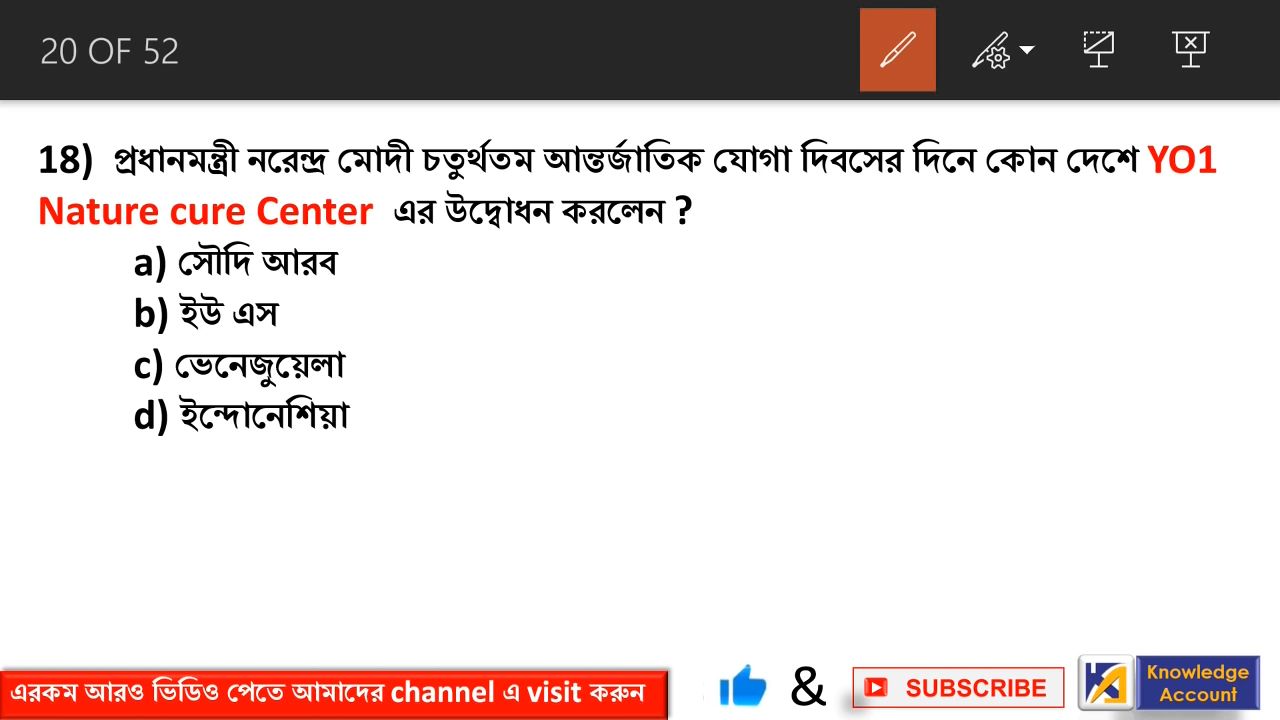 20 OF 52
18) প্রধানমন্ত্রী নরেন্দ্র মোদী চতুর্থতম আন্তর্জাতিক যোগা দিবসের দিনে কোন দেশে YO1
Nature cure Center এর উদ্বোধন করলেন ?
a) সৌদি আরব
b) ইউ এস
c) ভেনেজুয়েলা
d) ইন্দোনেশিয়া
এরকম আরও ভিডিও পেতে আমাদের channel এ visit করুন
& SUBSCRIBE
Knowledge
Account